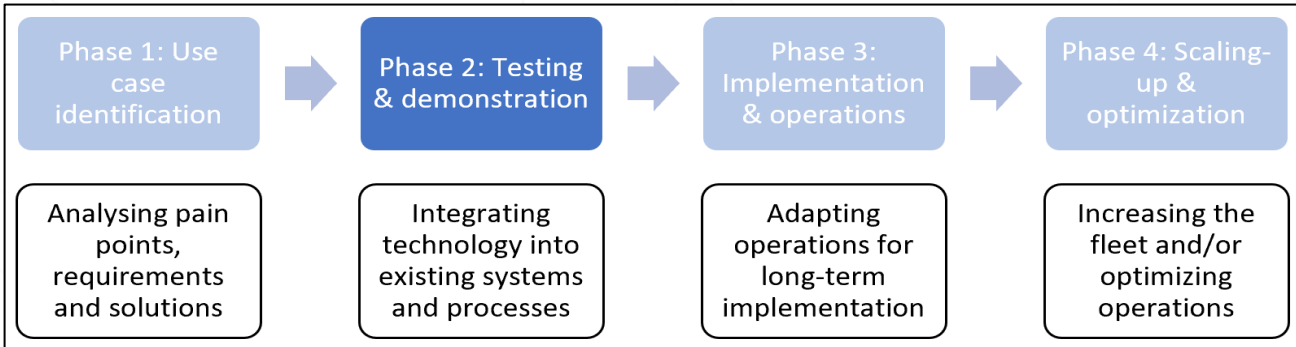 Phase 1: Use
case
identification
Phase 2: Testing
& demonstration
Phase 3:
Implementation
& operations
Phase 4: Scaling-
up &
optimization
Analysing pain
points,
requirements
and solutions
Integrating
technology into
existing systems
and processes
Adapting
operations for
long-term
implementation
Increasing the
fleet and/or
optimizing
operations